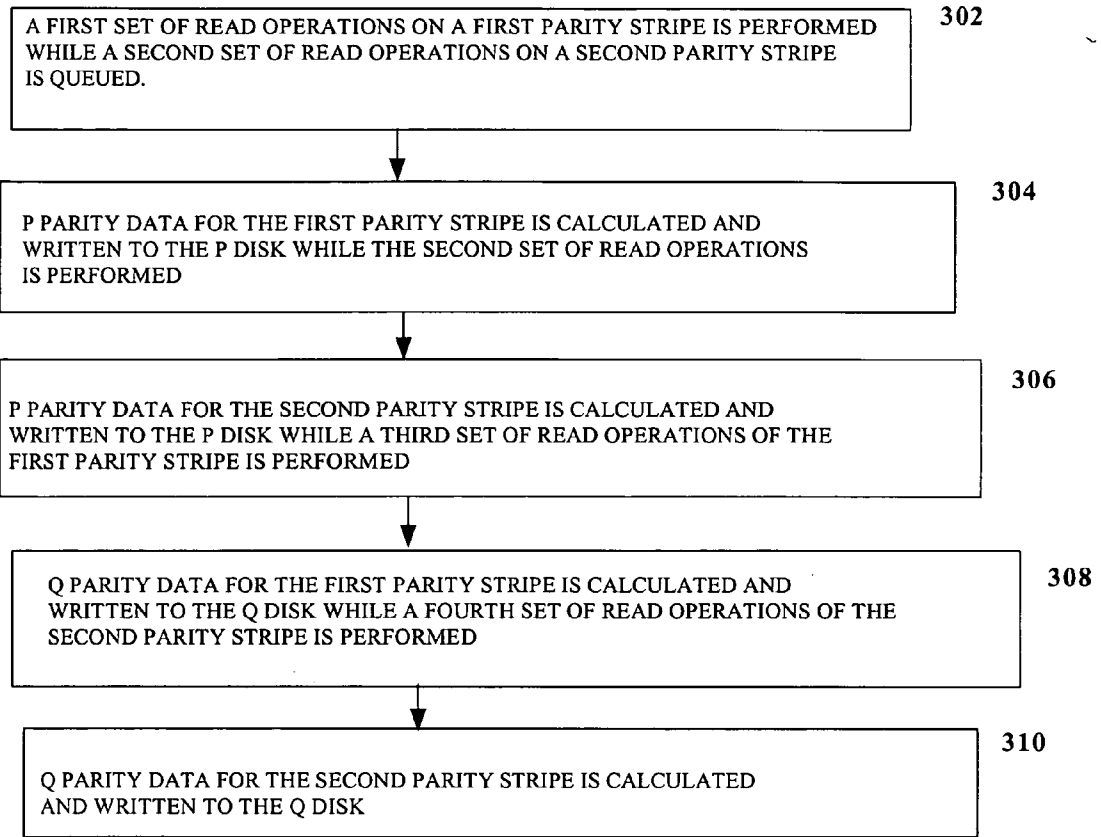 302
A FIRST SET OF READ OPERATIONS ON A FIRST PARITY STRIPE IS PERFORMED
WHILE A SECOND SET OF READ OPERATIONS ON A SECOND PARITY STRIPE
IS QUEUED.
304
P PARITY DATA FOR THE FIRST PARITY STRIPE IS CALCULATED AND
WRITTEN TO THE P DISK WHILE THE SECOND SET OF READ OPERATIONS
IS PERFORMED
306
P PARITY DATA FOR THE SECOND PARITY STRIPE IS CALCULATED AND
WRITTEN TO THE P DISK WHILE A THIRD SET OF READ OPERATIONS OF THE
FIRST PARITY STRIPE IS PERFORMED
308
Q PARITY DATA FOR THE FIRST PARITY STRIPE IS CALCULATED AND
WRITTEN TO THE Q DISK WHILE A FOURTH SET OF READ OPERATIONS OF THE
SECOND PARITY STRIPE IS PERFORMED
310
Q PARITY DATA FOR THE SECOND PARITY STRIPE IS CALCULATED
AND WRITTEN TO THE Q DISK